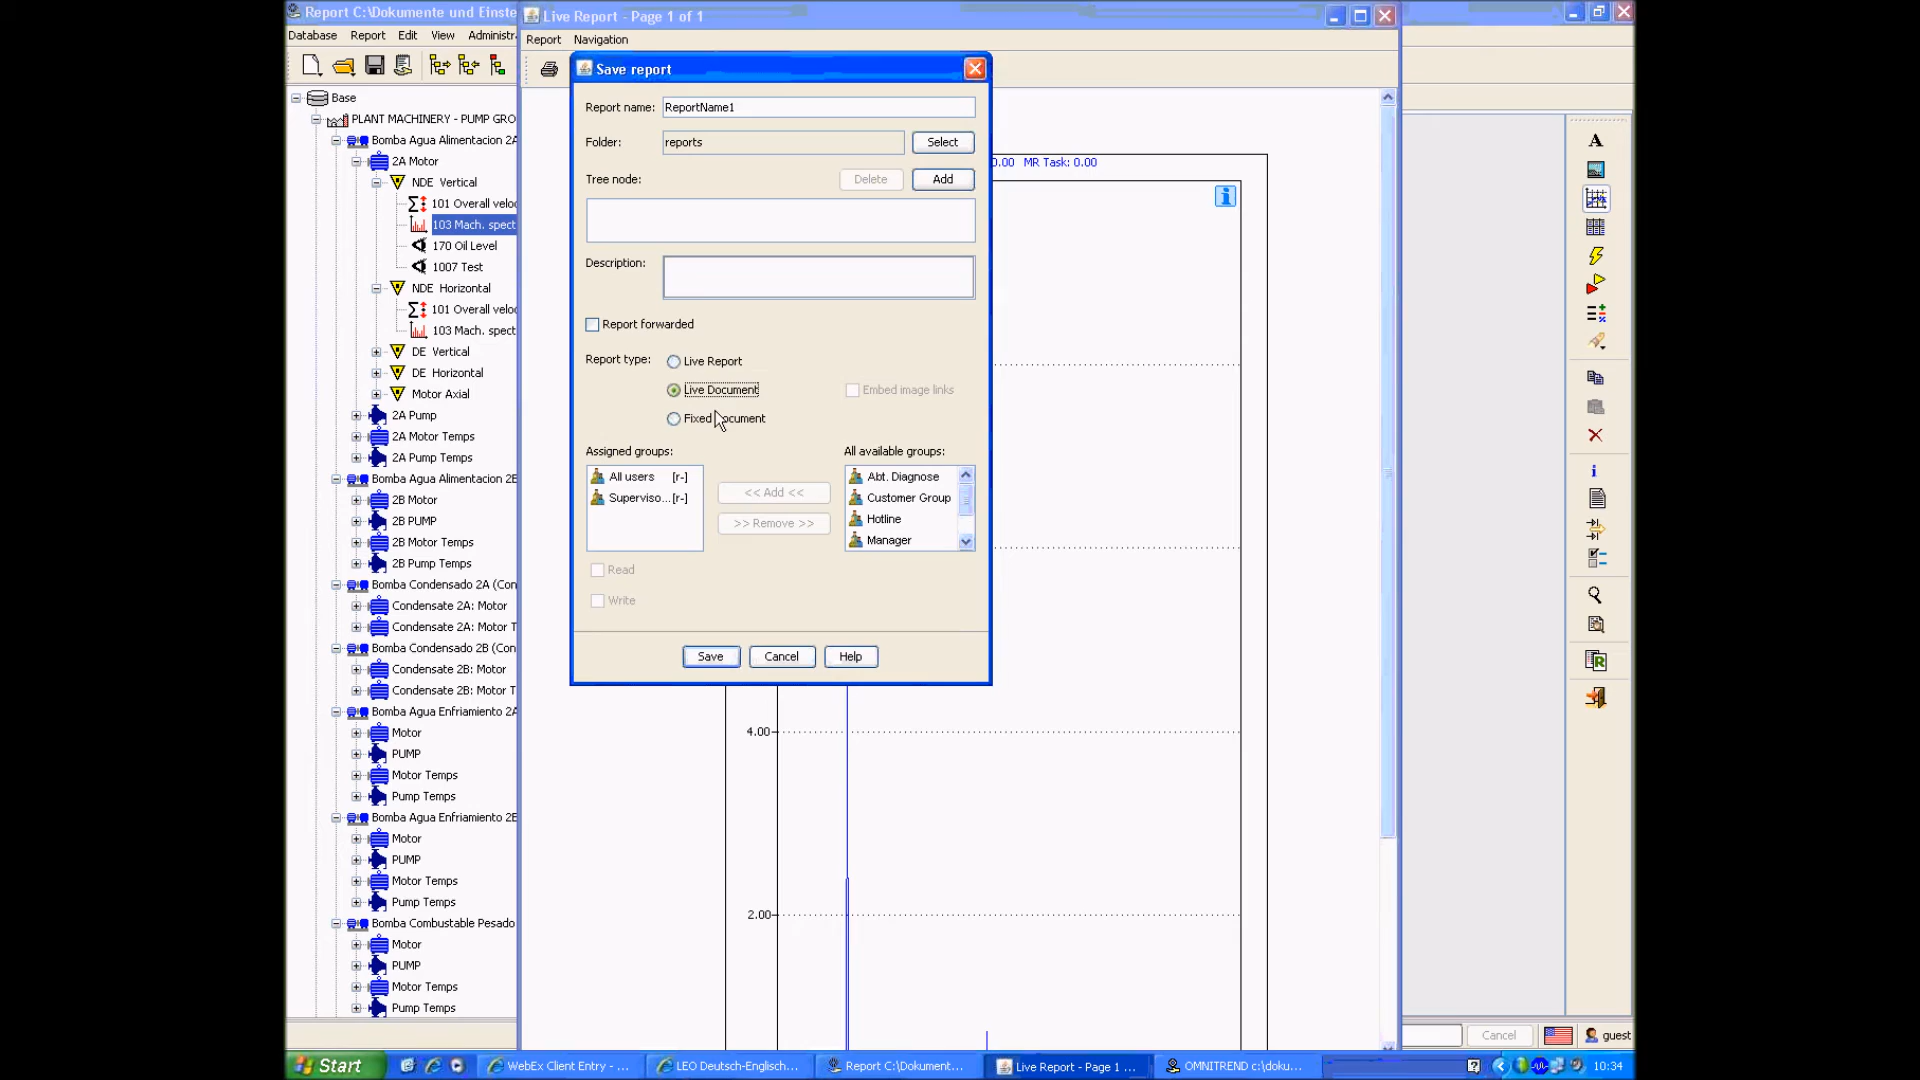 Report C:\Dokumente und Einste
Live Report - Page 1 of 1
Database Report Edit View Administr
Report Navigation
Save report
Report name: ReportName1
Folder: reports Select
Tree node: Delete Add
Description:
Report forwarded
Report type: Live Report
Live Document Embed image links
Fixed Document
Assigned groups: All available groups:
All users [r-]
Superviso... [r-]
<< Add <<
>> Remove >>
Abt. Diagnose
Customer Group
Hotline
Manager
Read
Write
Save Cancel Help
Base
PLANT MACHINERY - PUMP GRO
Bomba Agua Alimentacion 2A
2A Motor
NDE Vertical
101 Overall veloc
103 Mach. spect
170 Oil Level
1007 Test
NDE Horizontal
101 Overall veloc
103 Mach. spect
DE Vertical
DE Horizontal
Motor Axial
2A Pump
2A Motor Temps
2A Pump Temps
Bomba Agua Alimentacion 2B
2B Motor
2B PUMP
2B Motor Temps
2B Pump Temps
Bomba Condensado 2A (Con
Condensate 2A: Motor
Condensate 2A: Motor T
Bomba Condensado 2B (Con
Condensate 2B: Motor
Condensate 2B: Motor T
Bomba Agua Enfriamiento 2A
Motor
PUMP
Motor Temps
Pump Temps
Bomba Agua Enfriamiento 2B
Motor
PUMP
Motor Temps
Pump Temps
Bomba Combustable Pesado
Motor
PUMP
Motor Temps
Pump Temps
0.00 MR Task: 0.00
4.00
2.00
Cancel guest
Start WebEx Client Entry - ... LEO Deutsch-Englisch... Report C:\Dokument... Live Report - Page 1 ... OMNITREND c:\doku... 10:34